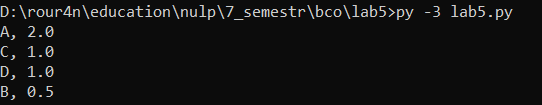 D:\rour4n\education\nulp\7_semestr\bco\lab5>py -3 lab5.py
A, 2.0
C, 1.0
D, 1.0
B, 0.5